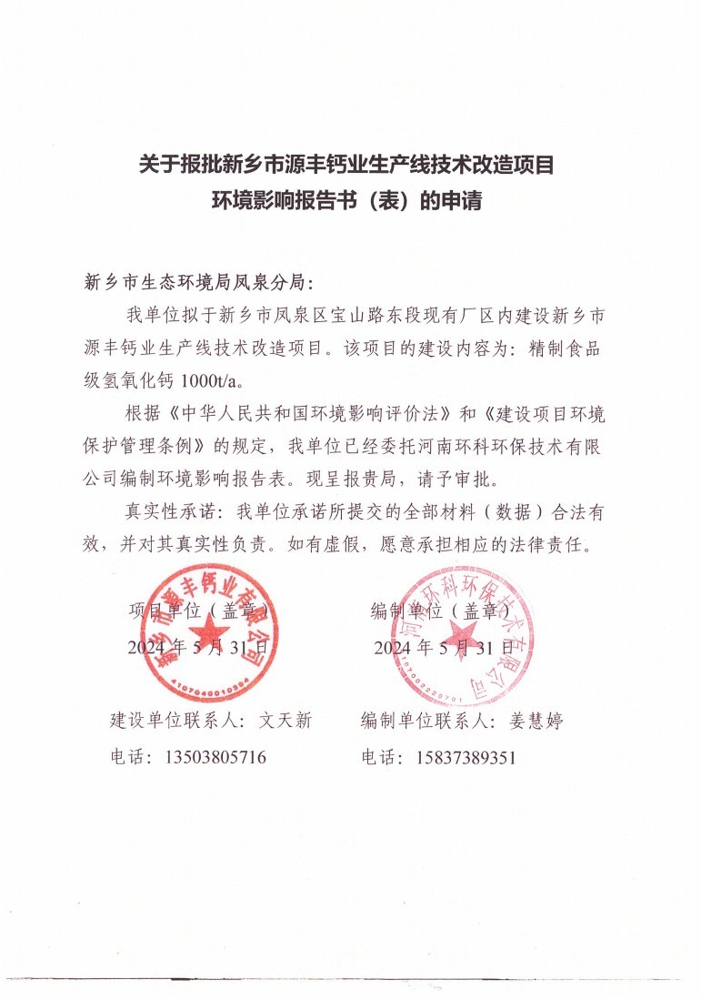 关于报批新乡市源丰钙业生产线技术改造项目
环境影响报告书（表）的申请
新乡市生态环境局凤泉分局：
我单位拟于新乡市凤泉区宝山路东段现有厂区内建设新乡市
源丰钙业生产线技术改造项目。该项目的建设内容为：精制食品
级氢氧化钙 1000t/a。
根据《中华人民共和国环境影响评价法》和《建设项目环境
保护管理条例》的规定，我单位已经委托河南环科环保技术有限
公司编制环境影响报告表。现呈报贵局，请予审批。
真实性承诺：我单位承诺所提交的全部材料（数据）合法有
效，并对其真实性负责。如有虚假，愿意承担相应的法律责任。
项目单位（盖章） 编制单位（盖章）
2024 年 5 月 31 日 2024 年 5 月 31 日
新乡市源丰钙业有限公司
4107040010304
河南环科环保技术有限公司
4107002220701
建设单位联系人：文天新 编制单位联系人：姜慧婷
电话：13503805716 电话：15837389351